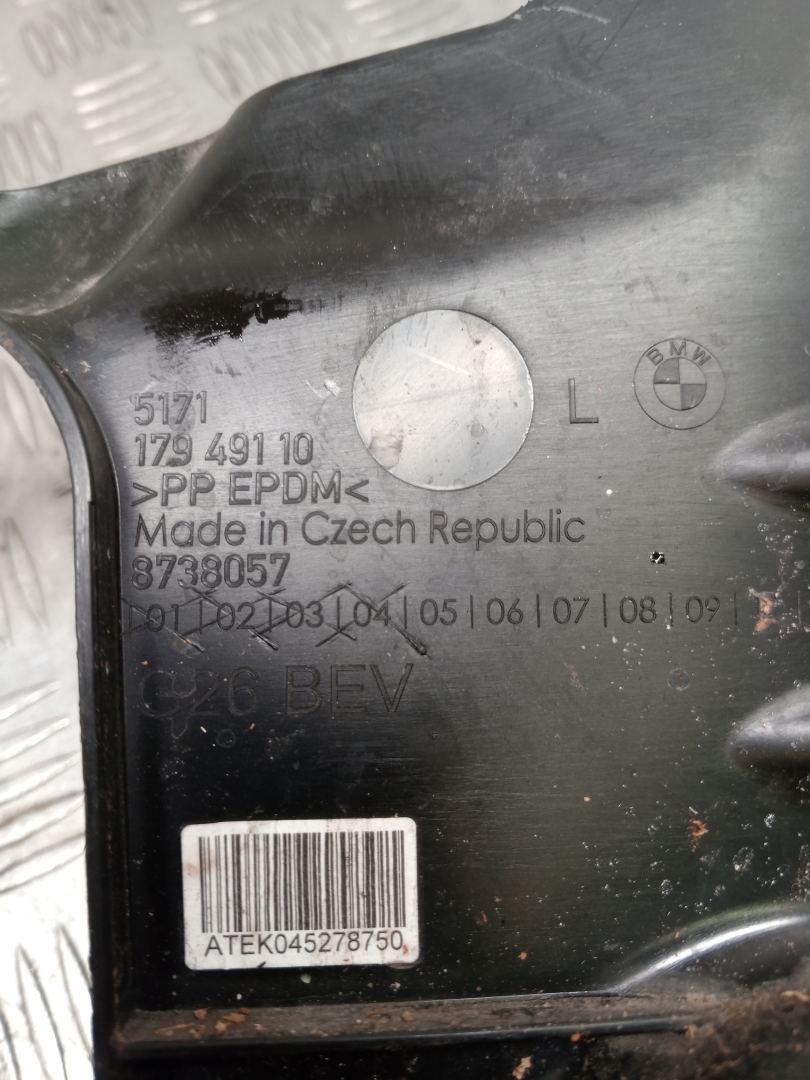 5171
179 491 10
>PP EPDM<
Made in Czech Republic
8738057
|01|02|03|04|05|06|07|08|09|
G26 BEV
L
BMW
ATEK045278750